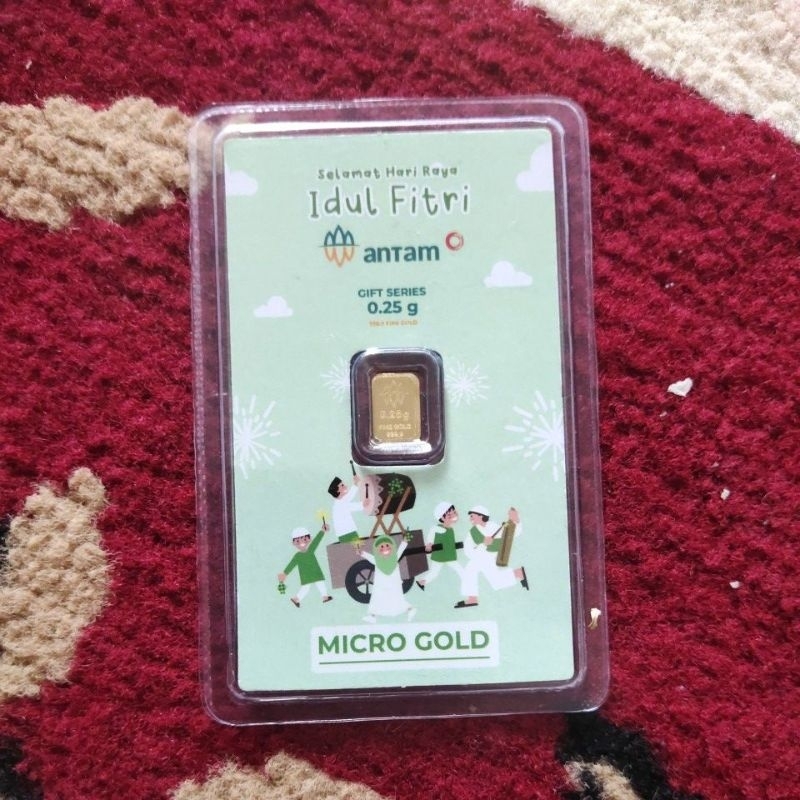 Selamat Hari Raya
Idul Fitri
anTam
GIFT SERIES
0.25 g
999.9 FINE GOLD
0.25g
FINE GOLD
999.9
MICRO GOLD